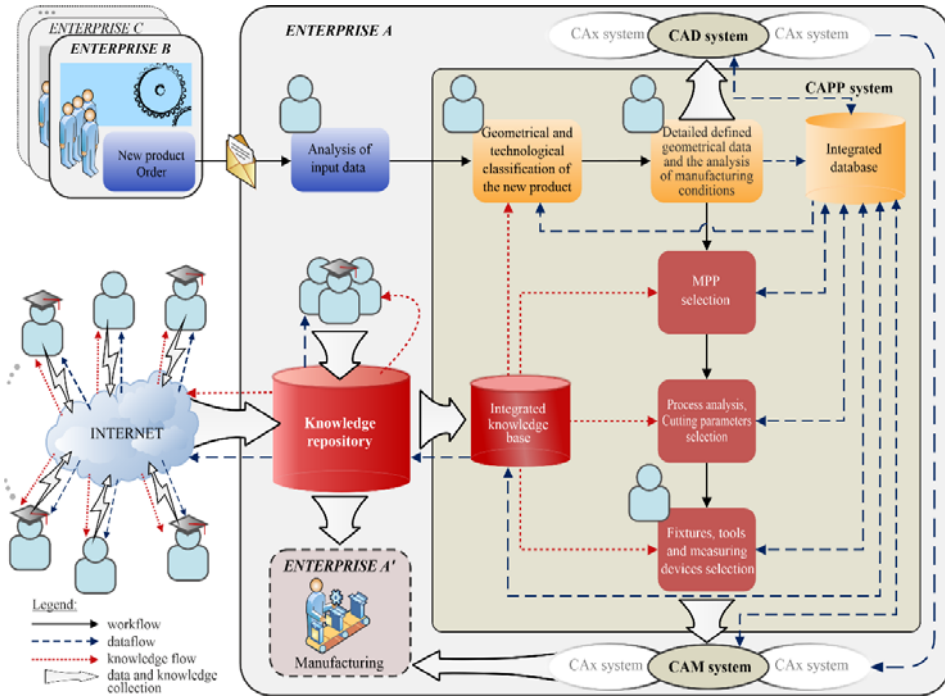 ENTERPRISE C
ENTERPRISE B
New product
Order
ENTERPRISE A
Analysis of
input data
CAx system
CAD system
CAx system
CAPP system
Geometrical and
technological
classification of
the new product
Detailed defined
geometrical data
and the analysis
of manufacturing
conditions
Integrated
database
MPP
selection
INTERNET
Knowledge
repository
Integrated
knowledge
base
Process analysis,
Cutting parameters
selection
Fixtures, tools
and measuring
devices selection
ENTERPRISE A'
Manufacturing
CAx system
CAM system
CAx system
Legend:
workflow
dataflow
knowledge flow
data and knowledge
collection